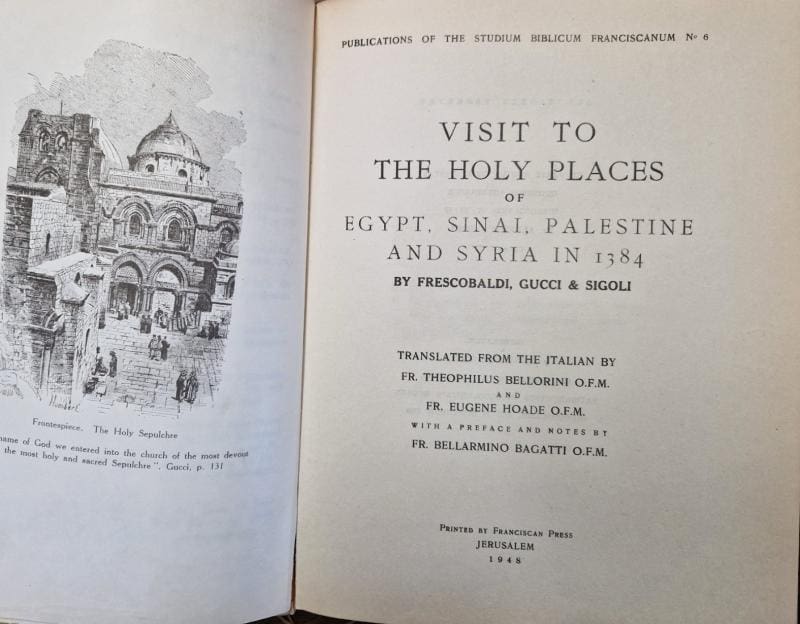 Humbert
Frontespiece. The Holy Sepulchre
name of God we entered into the church of the most devout
the most holy and sacred Sepulchre", Gucci, p. 131
PUBLICATIONS OF THE STUDIUM BIBLICUM FRANCISCANUM Nº 6
VISIT TO
THE HOLY PLACES
OF
EGYPT, SINAI, PALESTINE
AND SYRIA IN 1384
BY FRESCOBALDI, GUCCI & SIGOLI
TRANSLATED FROM THE ITALIAN BY
FR. THEOPHILUS BELLORINI O.F.M.
AND
FR. EUGENE HOADE O.F.M.
WITH A PREFACE AND NOTES BY
FR. BELLARMINO BAGATTI O.F.M.
PRINTED BY FRANCISCAN PRESS
JERUSALEM
1948